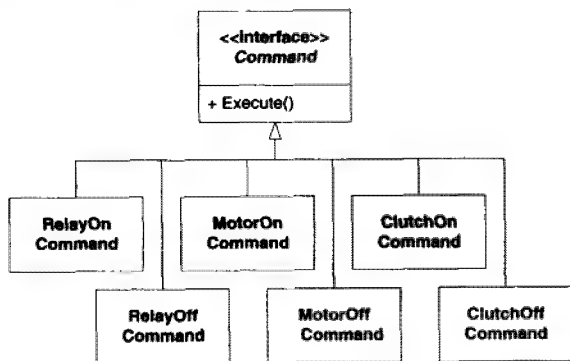 <<interface>>
Command
+ Execute()
RelayOn
Command
MotorOn
Command
ClutchOn
Command
RelayOff
Command
MotorOff
Command
ClutchOff
Command